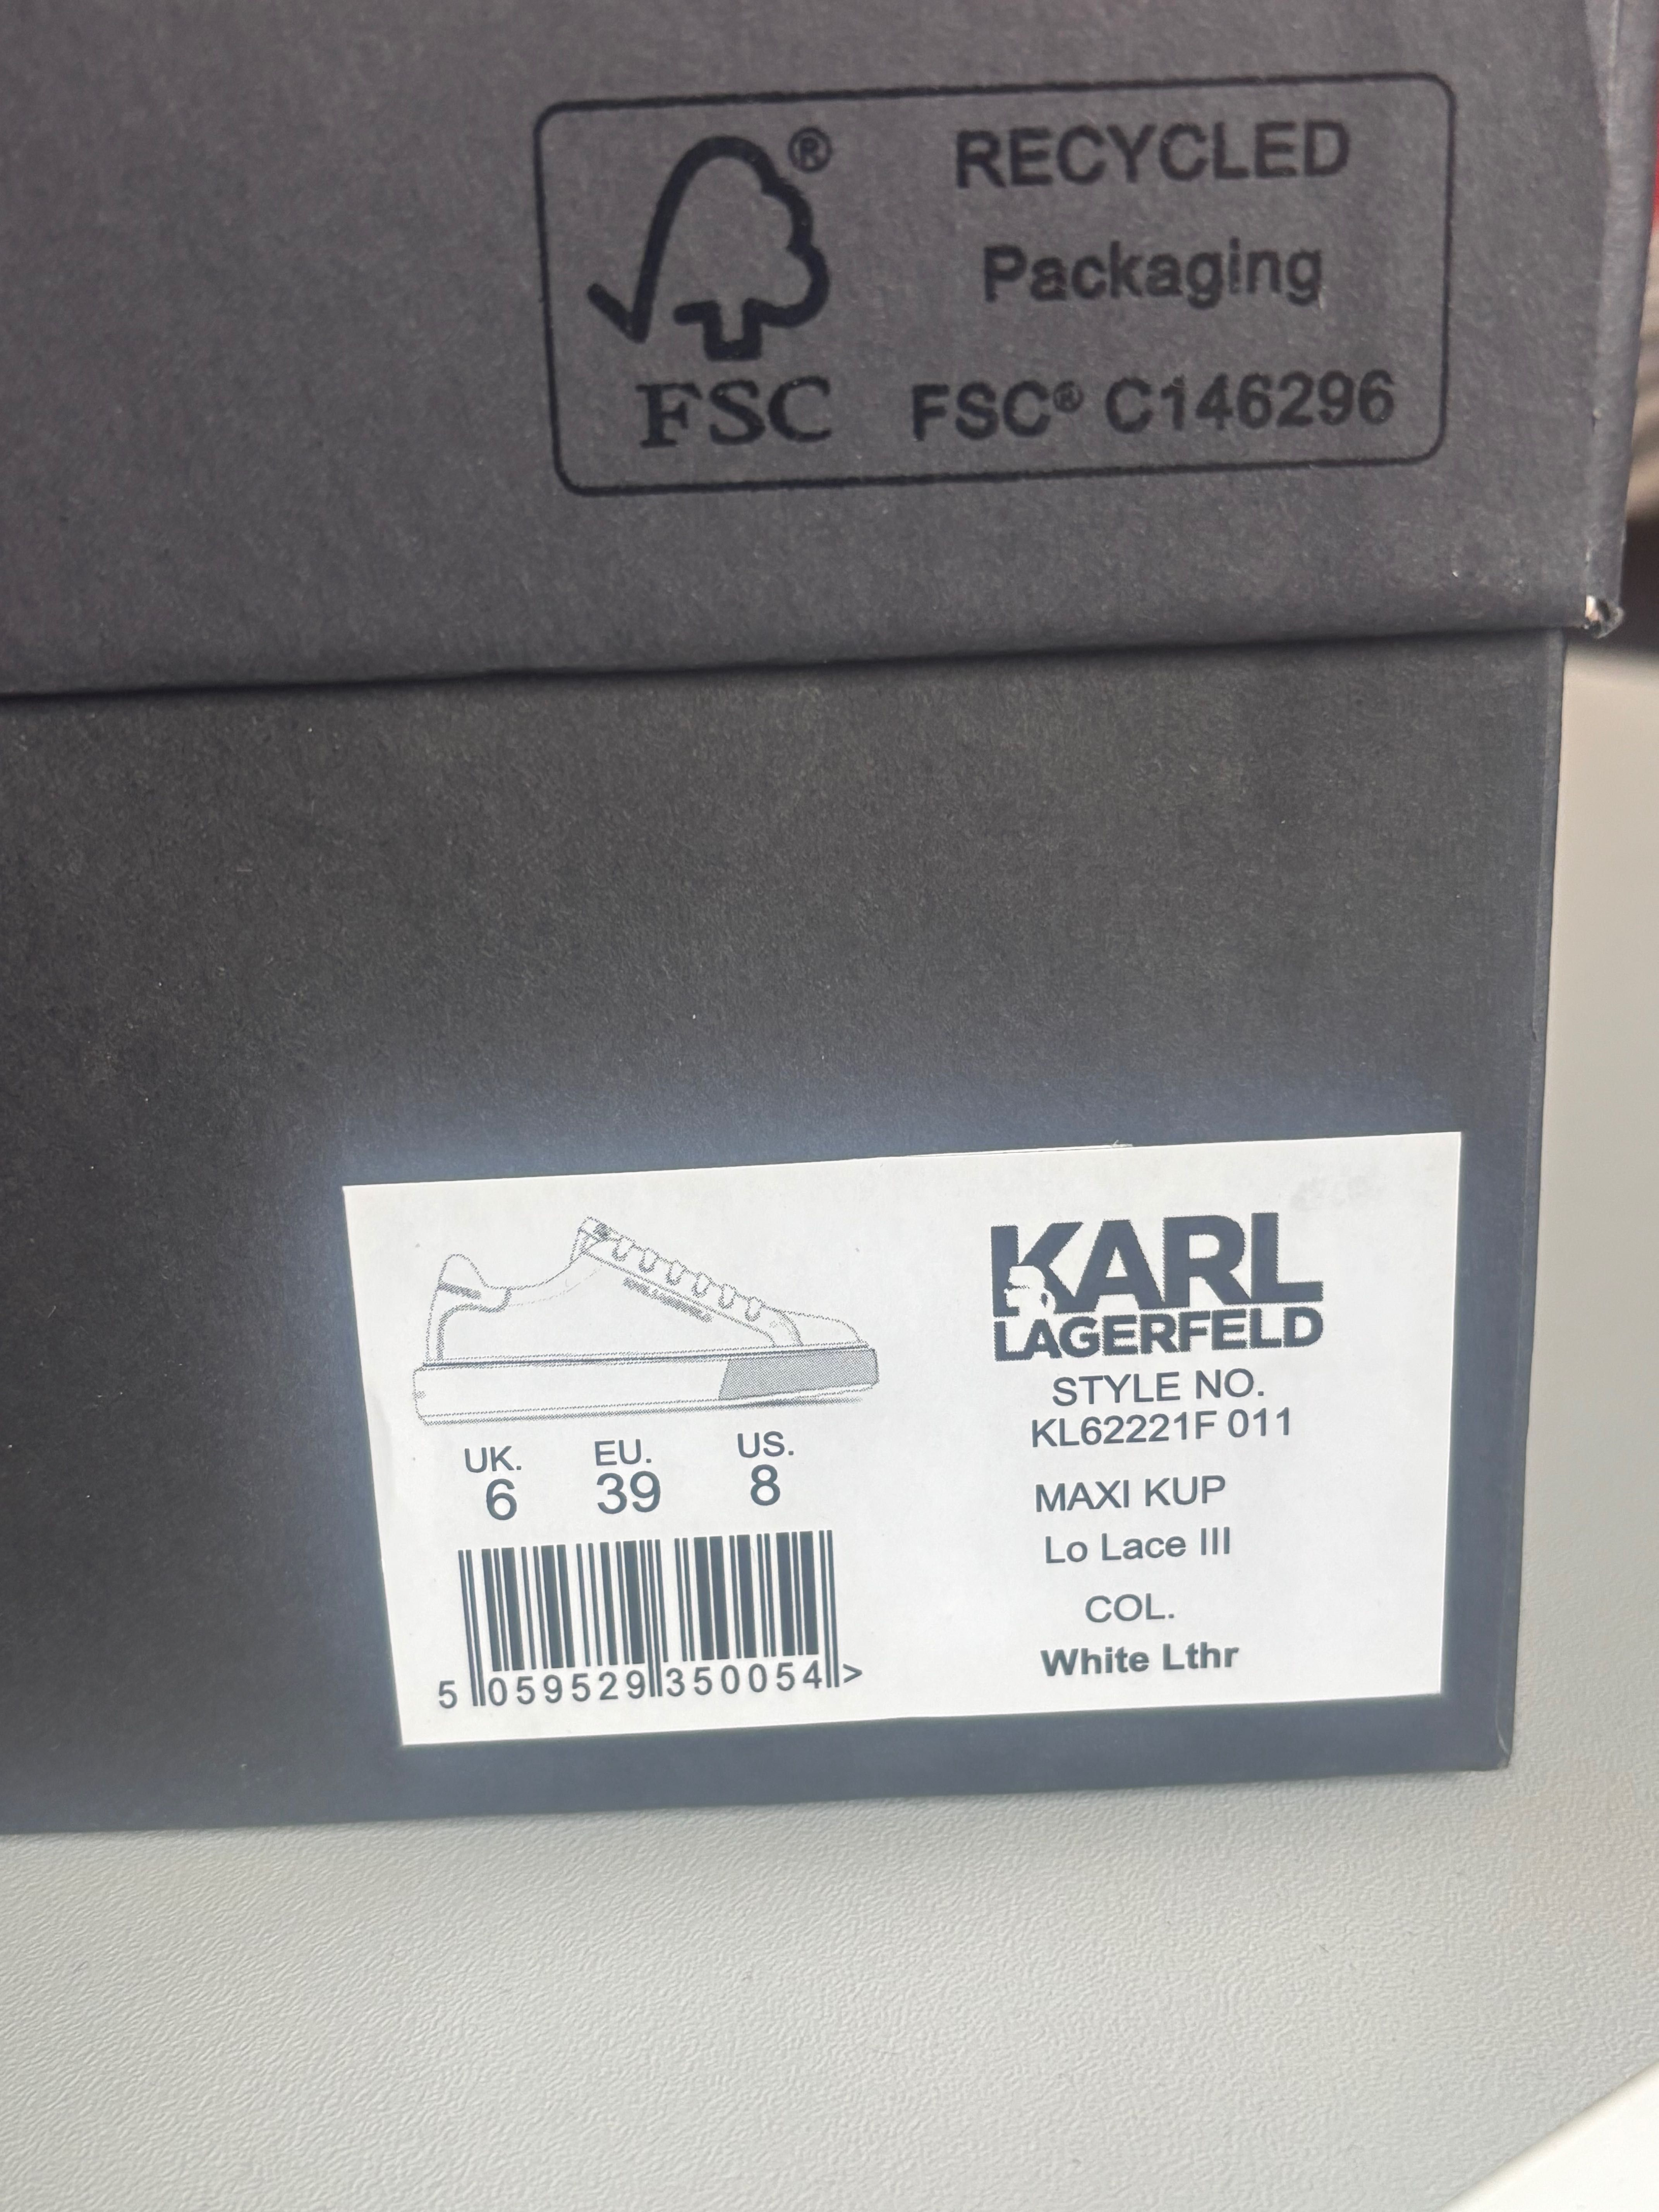 ®
RECYCLED
Packaging
FSC
FSC® C146296
KARL
LAGERFELD
STYLE NO.
KL62221F 011
MAXI KUP
Lo Lace III
COL.
White Lthr
UK. EU. US.
6 39 8
5 059529 350054 >